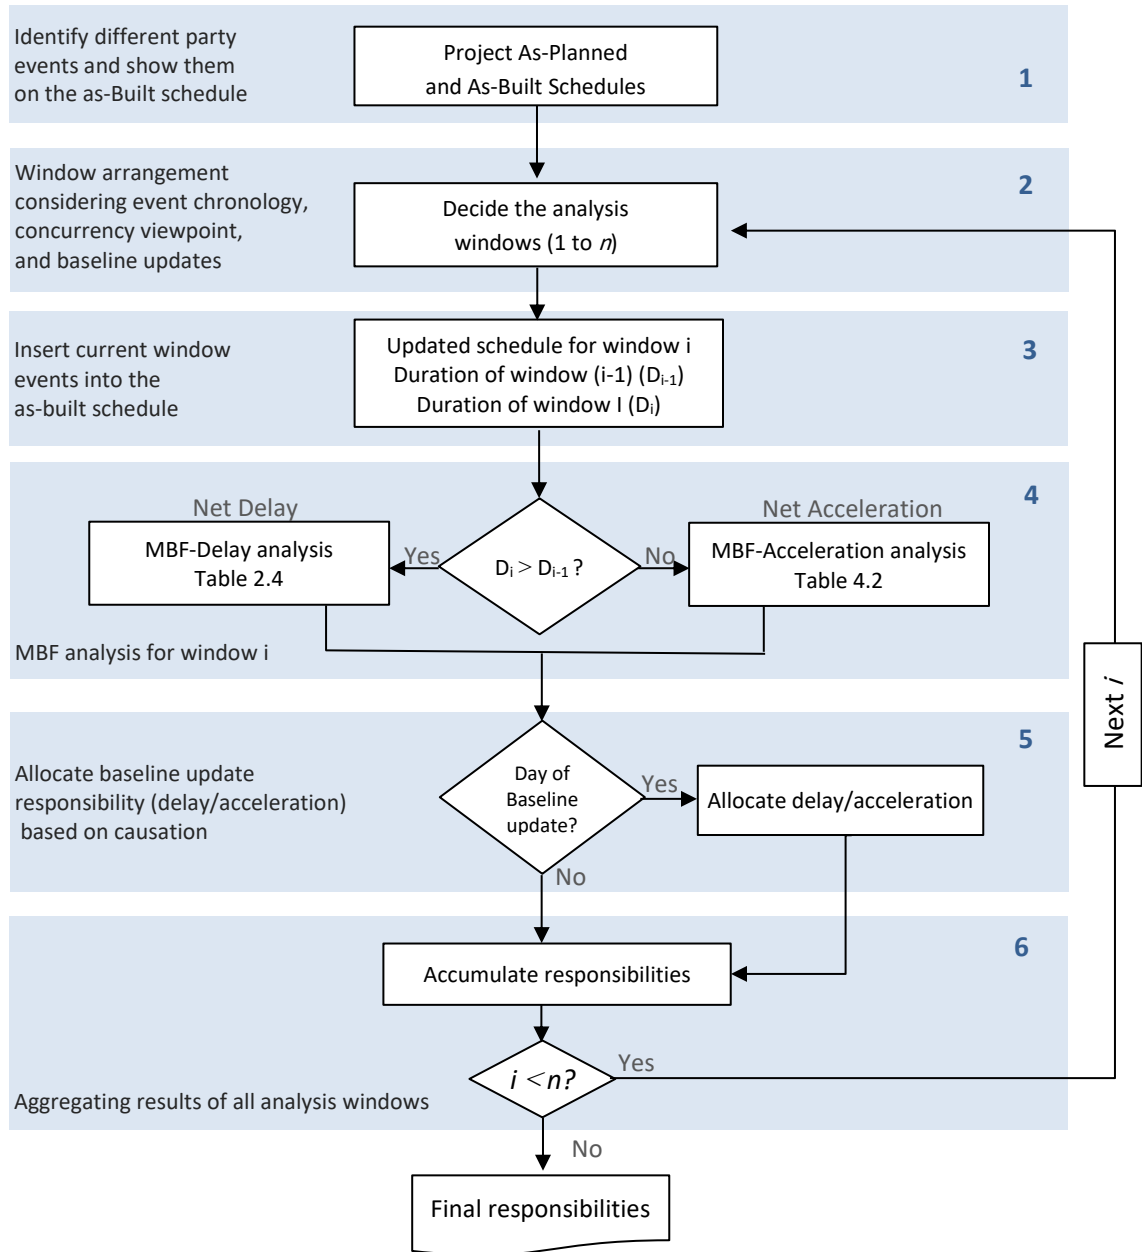 Identify different party
events and show them
on the as-Built schedule
Project As-Planned
and As-Built Schedules
1
Window arrangement
considering event chronology,
concurrency viewpoint,
and baseline updates
Decide the analysis
windows (1 to n)
2
Insert current window
events into the
as-built schedule
Updated schedule for window i
Duration of window (i-1) (Di-1)
Duration of window I (Di)
3
4
Net Delay
Net Acceleration
MBF-Delay analysis
Table 2.4
Yes
Di > Di-1 ?
No
MBF-Acceleration analysis
Table 4.2
MBF analysis for window i
Next i
5
Allocate baseline update
responsibility (delay/acceleration)
based on causation
Day of
Baseline
update?
Yes
Allocate delay/acceleration
No
6
Accumulate responsibilities
i < n?
Yes
Aggregating results of all analysis windows
No
Final responsibilities